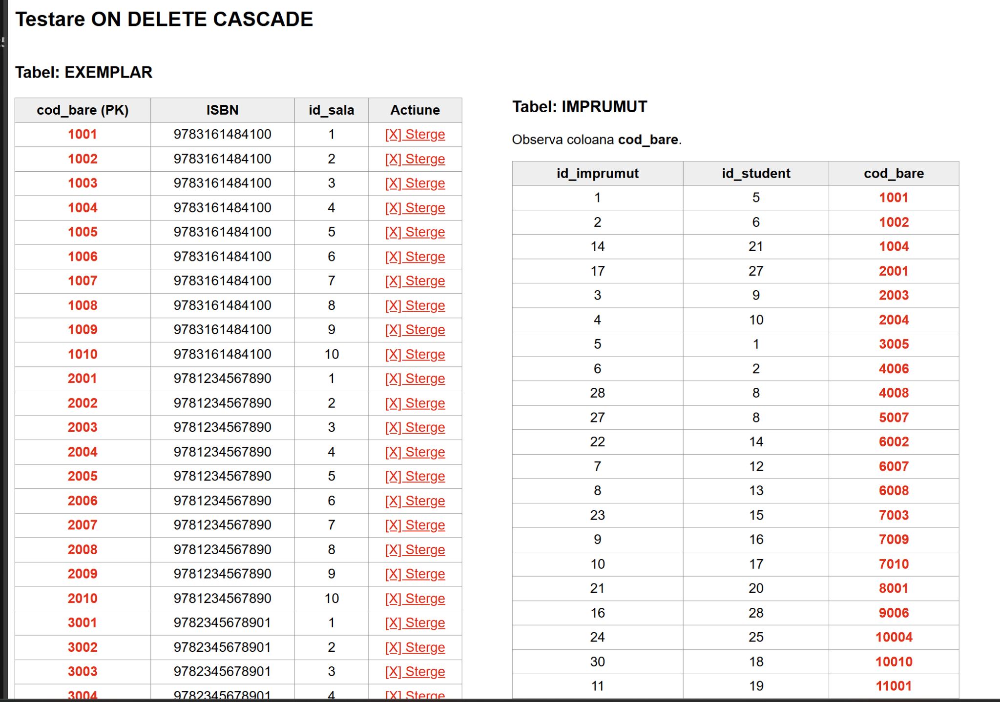 Testare ON DELETE CASCADE
Tabel: EXEMPLAR
cod_bare (PK) ISBN id_sala Actiune
1001 9783161484100 1 [X] Sterge
1002 9783161484100 2 [X] Sterge
1003 9783161484100 3 [X] Sterge
1004 9783161484100 4 [X] Sterge
1005 9783161484100 5 [X] Sterge
1006 9783161484100 6 [X] Sterge
1007 9783161484100 7 [X] Sterge
1008 9783161484100 8 [X] Sterge
1009 9783161484100 9 [X] Sterge
1010 9783161484100 10 [X] Sterge
2001 9781234567890 1 [X] Sterge
2002 9781234567890 2 [X] Sterge
2003 9781234567890 3 [X] Sterge
2004 9781234567890 4 [X] Sterge
2005 9781234567890 5 [X] Sterge
2006 9781234567890 6 [X] Sterge
2007 9781234567890 7 [X] Sterge
2008 9781234567890 8 [X] Sterge
2009 9781234567890 9 [X] Sterge
2010 9781234567890 10 [X] Sterge
3001 9782345678901 1 [X] Sterge
3002 9782345678901 2 [X] Sterge
3003 9782345678901 3 [X] Sterge
3004 9782345678901 4 [X] Sterge
Tabel: IMPRUMUT
Observa coloana cod_bare.
id_imprumut id_student cod_bare
1 5 1001
2 6 1002
14 21 1004
17 27 2001
3 9 2003
4 10 2004
5 1 3005
6 2 4006
28 8 4008
27 8 5007
22 14 6002
7 12 6007
8 13 6008
23 15 7003
9 16 7009
10 17 7010
21 20 8001
16 28 9006
24 25 10004
30 18 10010
11 19 11001